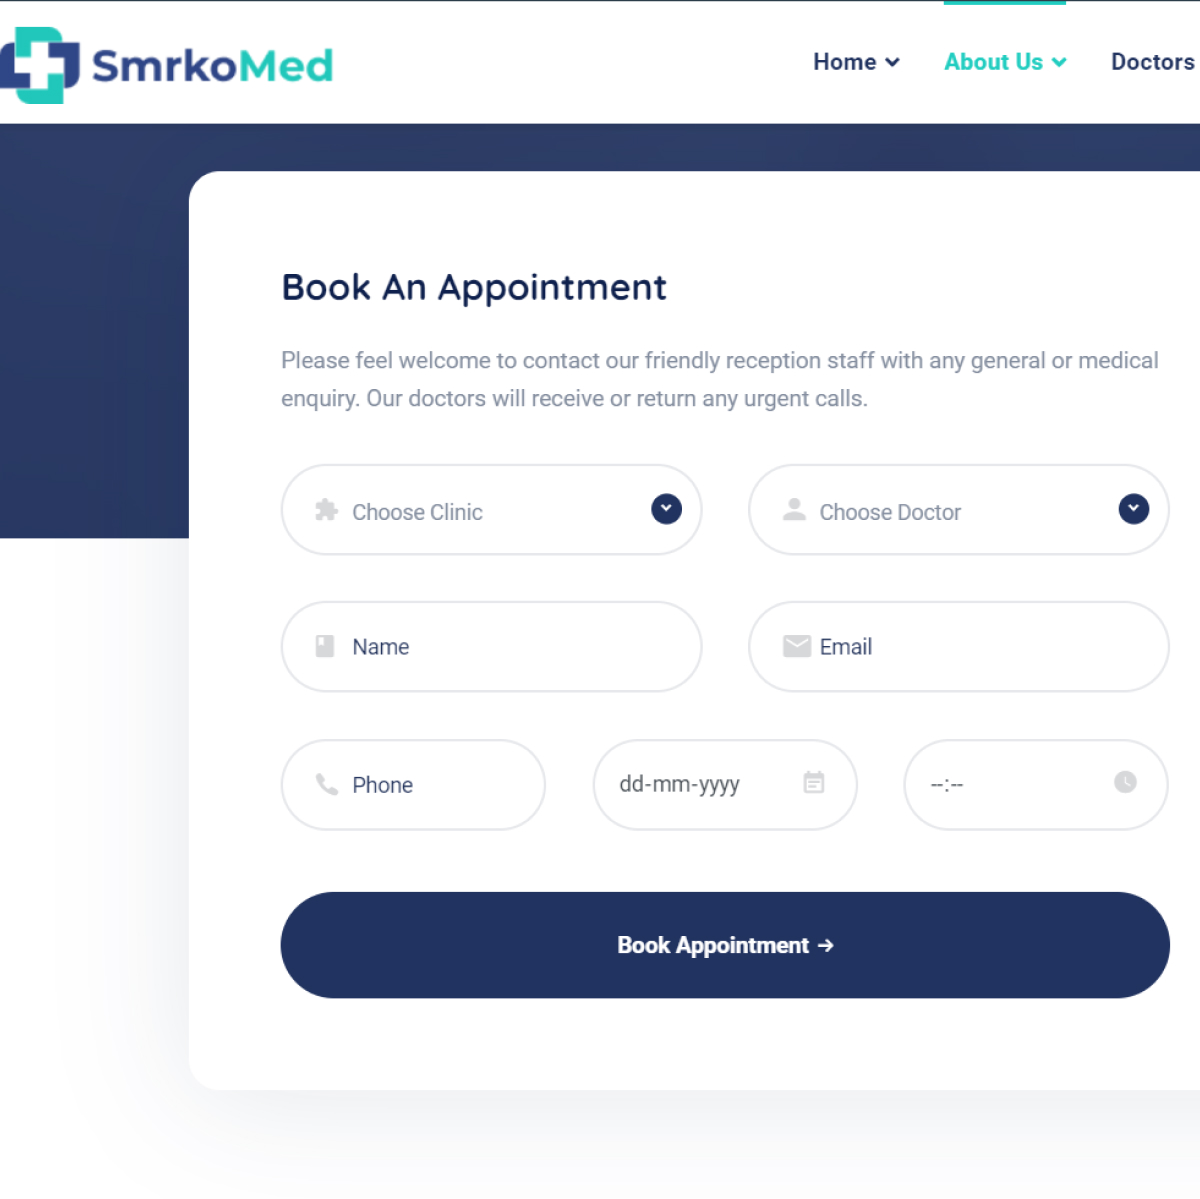 SmrkoMed
Home
About Us
Doctors
Book An Appointment
Please feel welcome to contact our friendly reception staff with any general or medical
enquiry. Our doctors will receive or return any urgent calls.
Choose Clinic
Choose Doctor
Name
Email
Phone
dd-mm-yyyy
--:--
Book Appointment →